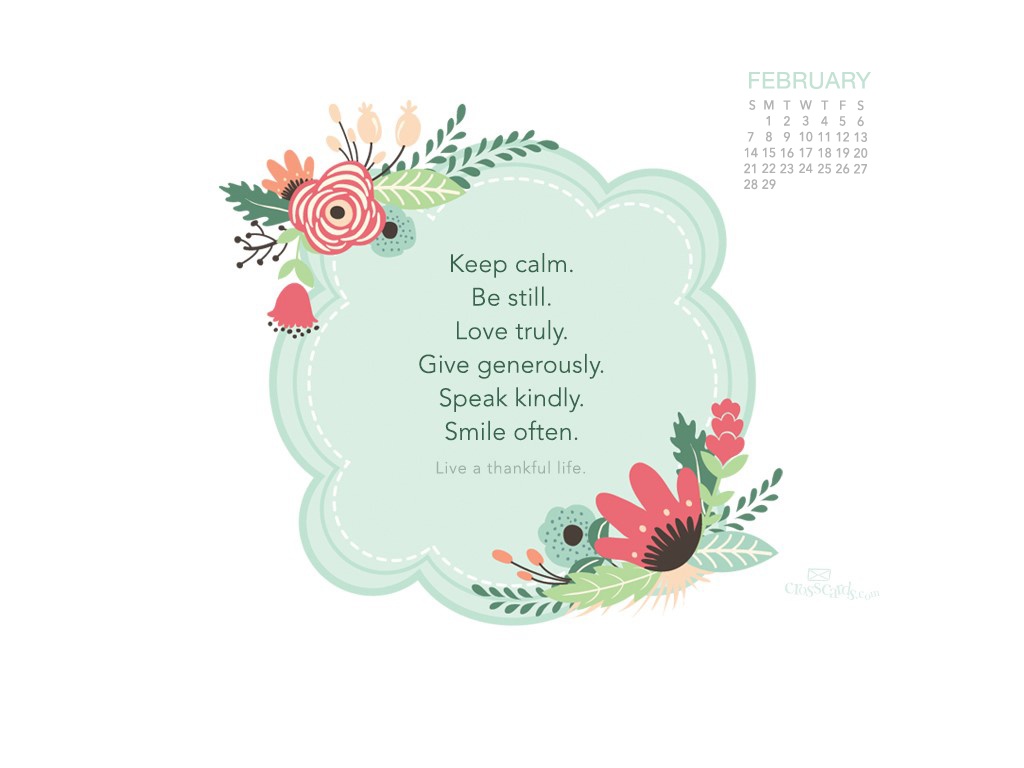 FEBRUARY
S M T W T F S
1 2 3 4 5 6
7 8 9 10 11 12 13
14 15 16 17 18 19 20
21 22 23 24 25 26 27
28 29
Keep calm.
Be still.
Love truly.
Give generously.
Speak kindly.
Smile often.
Live a thankful life.
crossCards.com